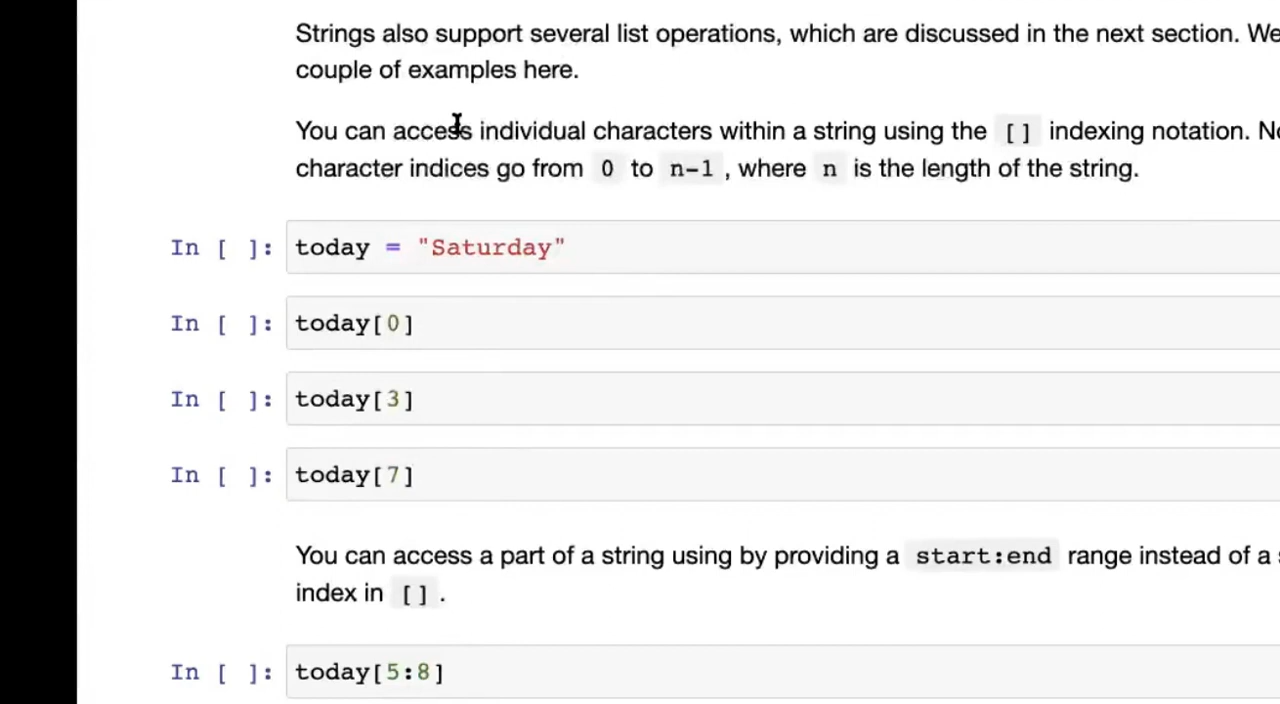 Strings also support several list operations, which are discussed in the next section. We
couple of examples here.
You can access individual characters within a string using the [] indexing notation. No
character indices go from 0 to n-1 , where n is the length of the string.
In [ ]: today = "Saturday"
In [ ]: today[0]
In [ ]: today[3]
In [ ]: today[7]
You can access a part of a string using by providing a start:end range instead of a s
index in [] .
In [ ]: today[5:8]